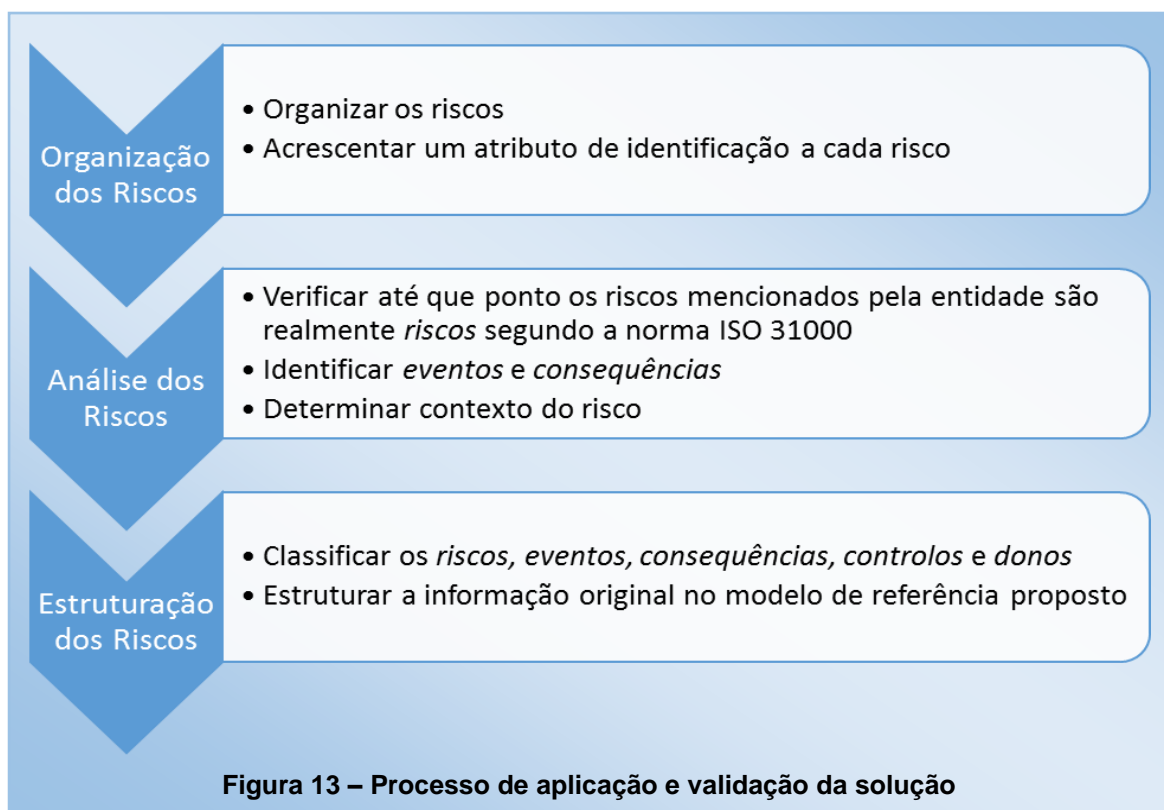 Organização
dos Riscos
• Organizar os riscos
• Acrescentar um atributo de identificação a cada risco
Análise dos
Riscos
• Verificar até que ponto os riscos mencionados pela entidade são
realmente riscos segundo a norma ISO 31000
• Identificar eventos e consequências
• Determinar contexto do risco
Estruturação
dos Riscos
• Classificar os riscos, eventos, consequências, controlos e donos
• Estruturar a informação original no modelo de referência proposto
Figura 13 – Processo de aplicação e validação da solução